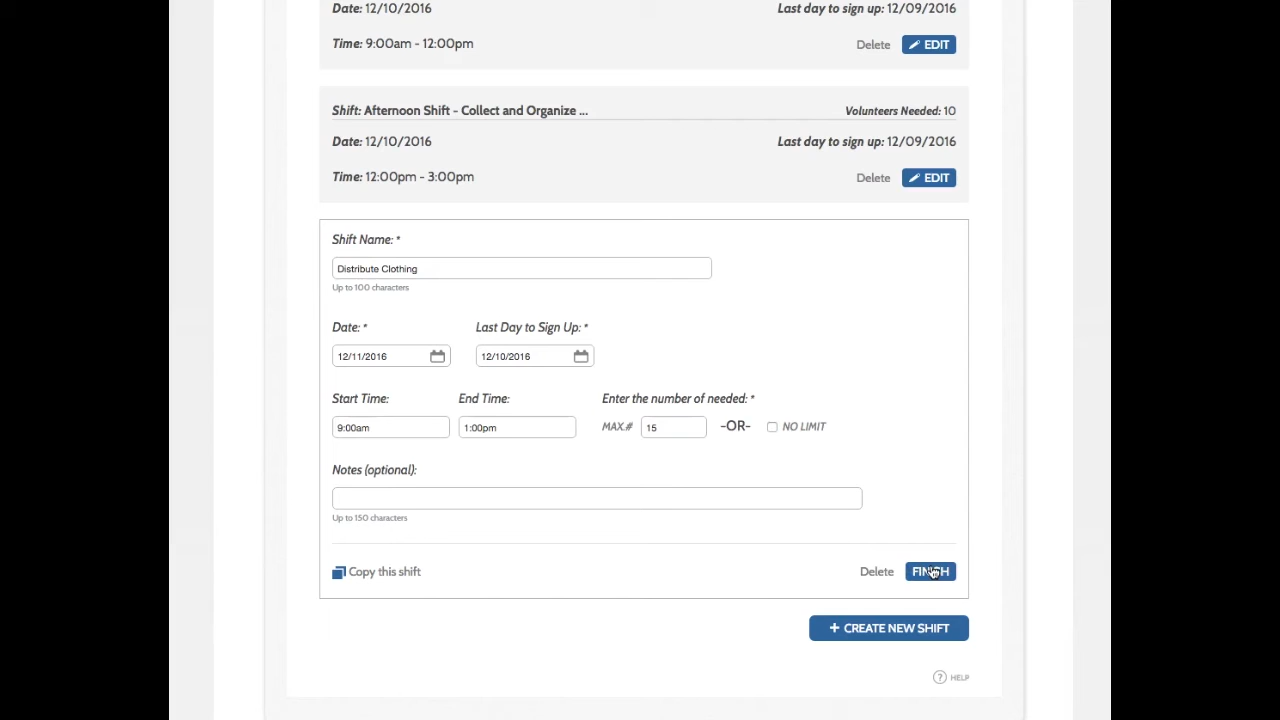 Date: 12/10/2016 Last day to sign up: 12/09/2016
Time: 9:00am - 12:00pm Delete EDIT
Shift: Afternoon Shift - Collect and Organize ... Volunteers Needed: 10
Date: 12/10/2016 Last day to sign up: 12/09/2016
Time: 12:00pm - 3:00pm Delete EDIT
Shift Name: *
Distribute Clothing
Up to 100 characters
Date: * Last Day to Sign Up: *
12/11/2016 12/10/2016
Start Time: End Time: Enter the number of needed: *
9:00am 1:00pm MAX.# 15 -OR- NO LIMIT
Notes (optional):
Up to 150 characters
Copy this shift Delete FINISH
+ CREATE NEW SHIFT
? HELP